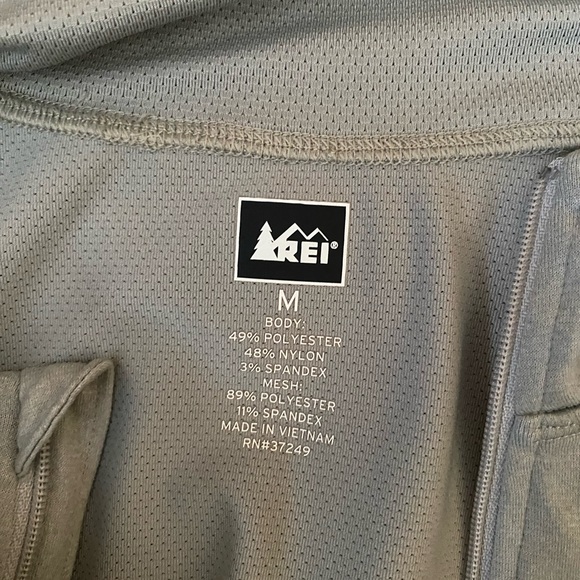 REI®
M
BODY:
49% POLYESTER
48% NYLON
3% SPANDEX
MESH:
89% POLYESTER
11% SPANDEX
MADE IN VIETNAM
RN#37249